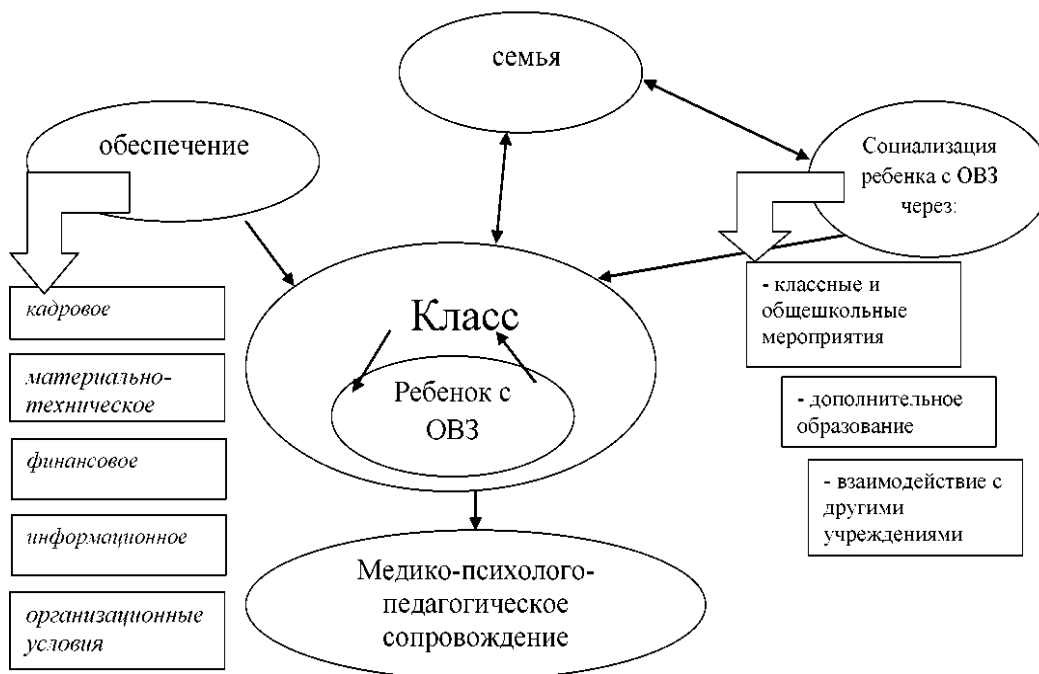 семья
обеспечение
Социализация
ребенка с ОВЗ
через:
кадровое
материально-
техническое
финансовое
информационное
организационные
условия
Класс
Ребенок с
ОВЗ
- классные и
общешкольные
мероприятия
- дополнительное
образование
- взаимодействие с
другими
учреждениями
Медико-психолого-
педагогическое
сопровождение